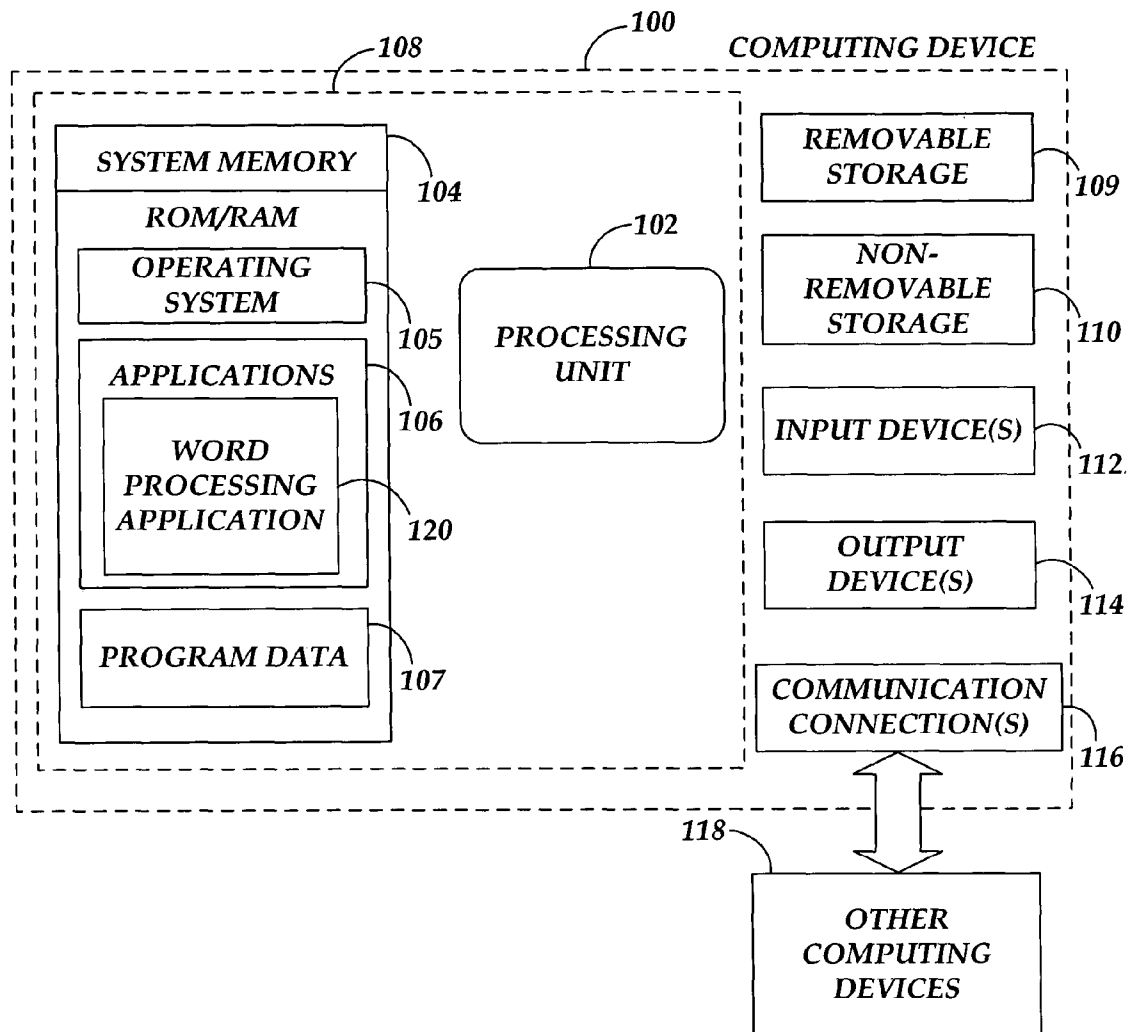 100
COMPUTING DEVICE
108
SYSTEM MEMORY
104
ROM/RAM
OPERATING
SYSTEM
105
APPLICATIONS
106
WORD
PROCESSING
APPLICATION
120
PROGRAM DATA
107
102
PROCESSING
UNIT
REMOVABLE
STORAGE
109
NON-
REMOVABLE
STORAGE
110
INPUT DEVICE(S)
112
OUTPUT
DEVICE(S)
114
COMMUNICATION
CONNECTION(S)
116
118
OTHER
COMPUTING
DEVICES